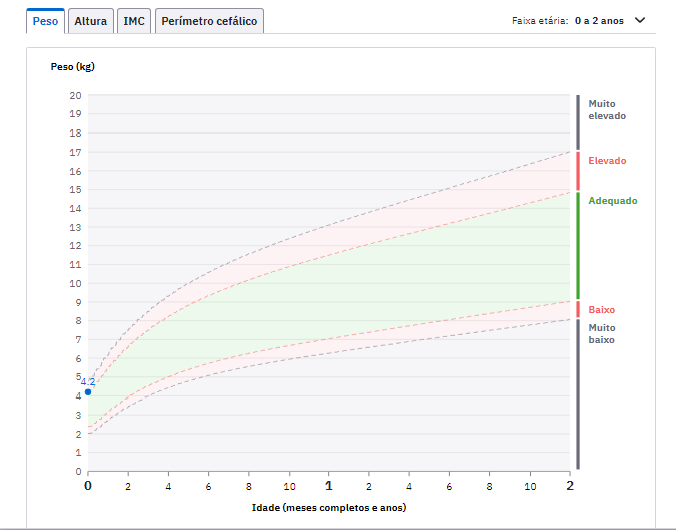 Peso Altura IMC Perímetro cefálico Faixa etária: 0 a 2 anos
Peso (kg)
20
19
18
17
16
15
14
13
12
11
10
9
8
7
6
5
4
3
2
1
0
4.2
Muito
elevado
Elevado
Adequado
Baixo
Muito
baixo
0 2 4 6 8 10 1 2 4 6 8 10 2
Idade (meses completos e anos)